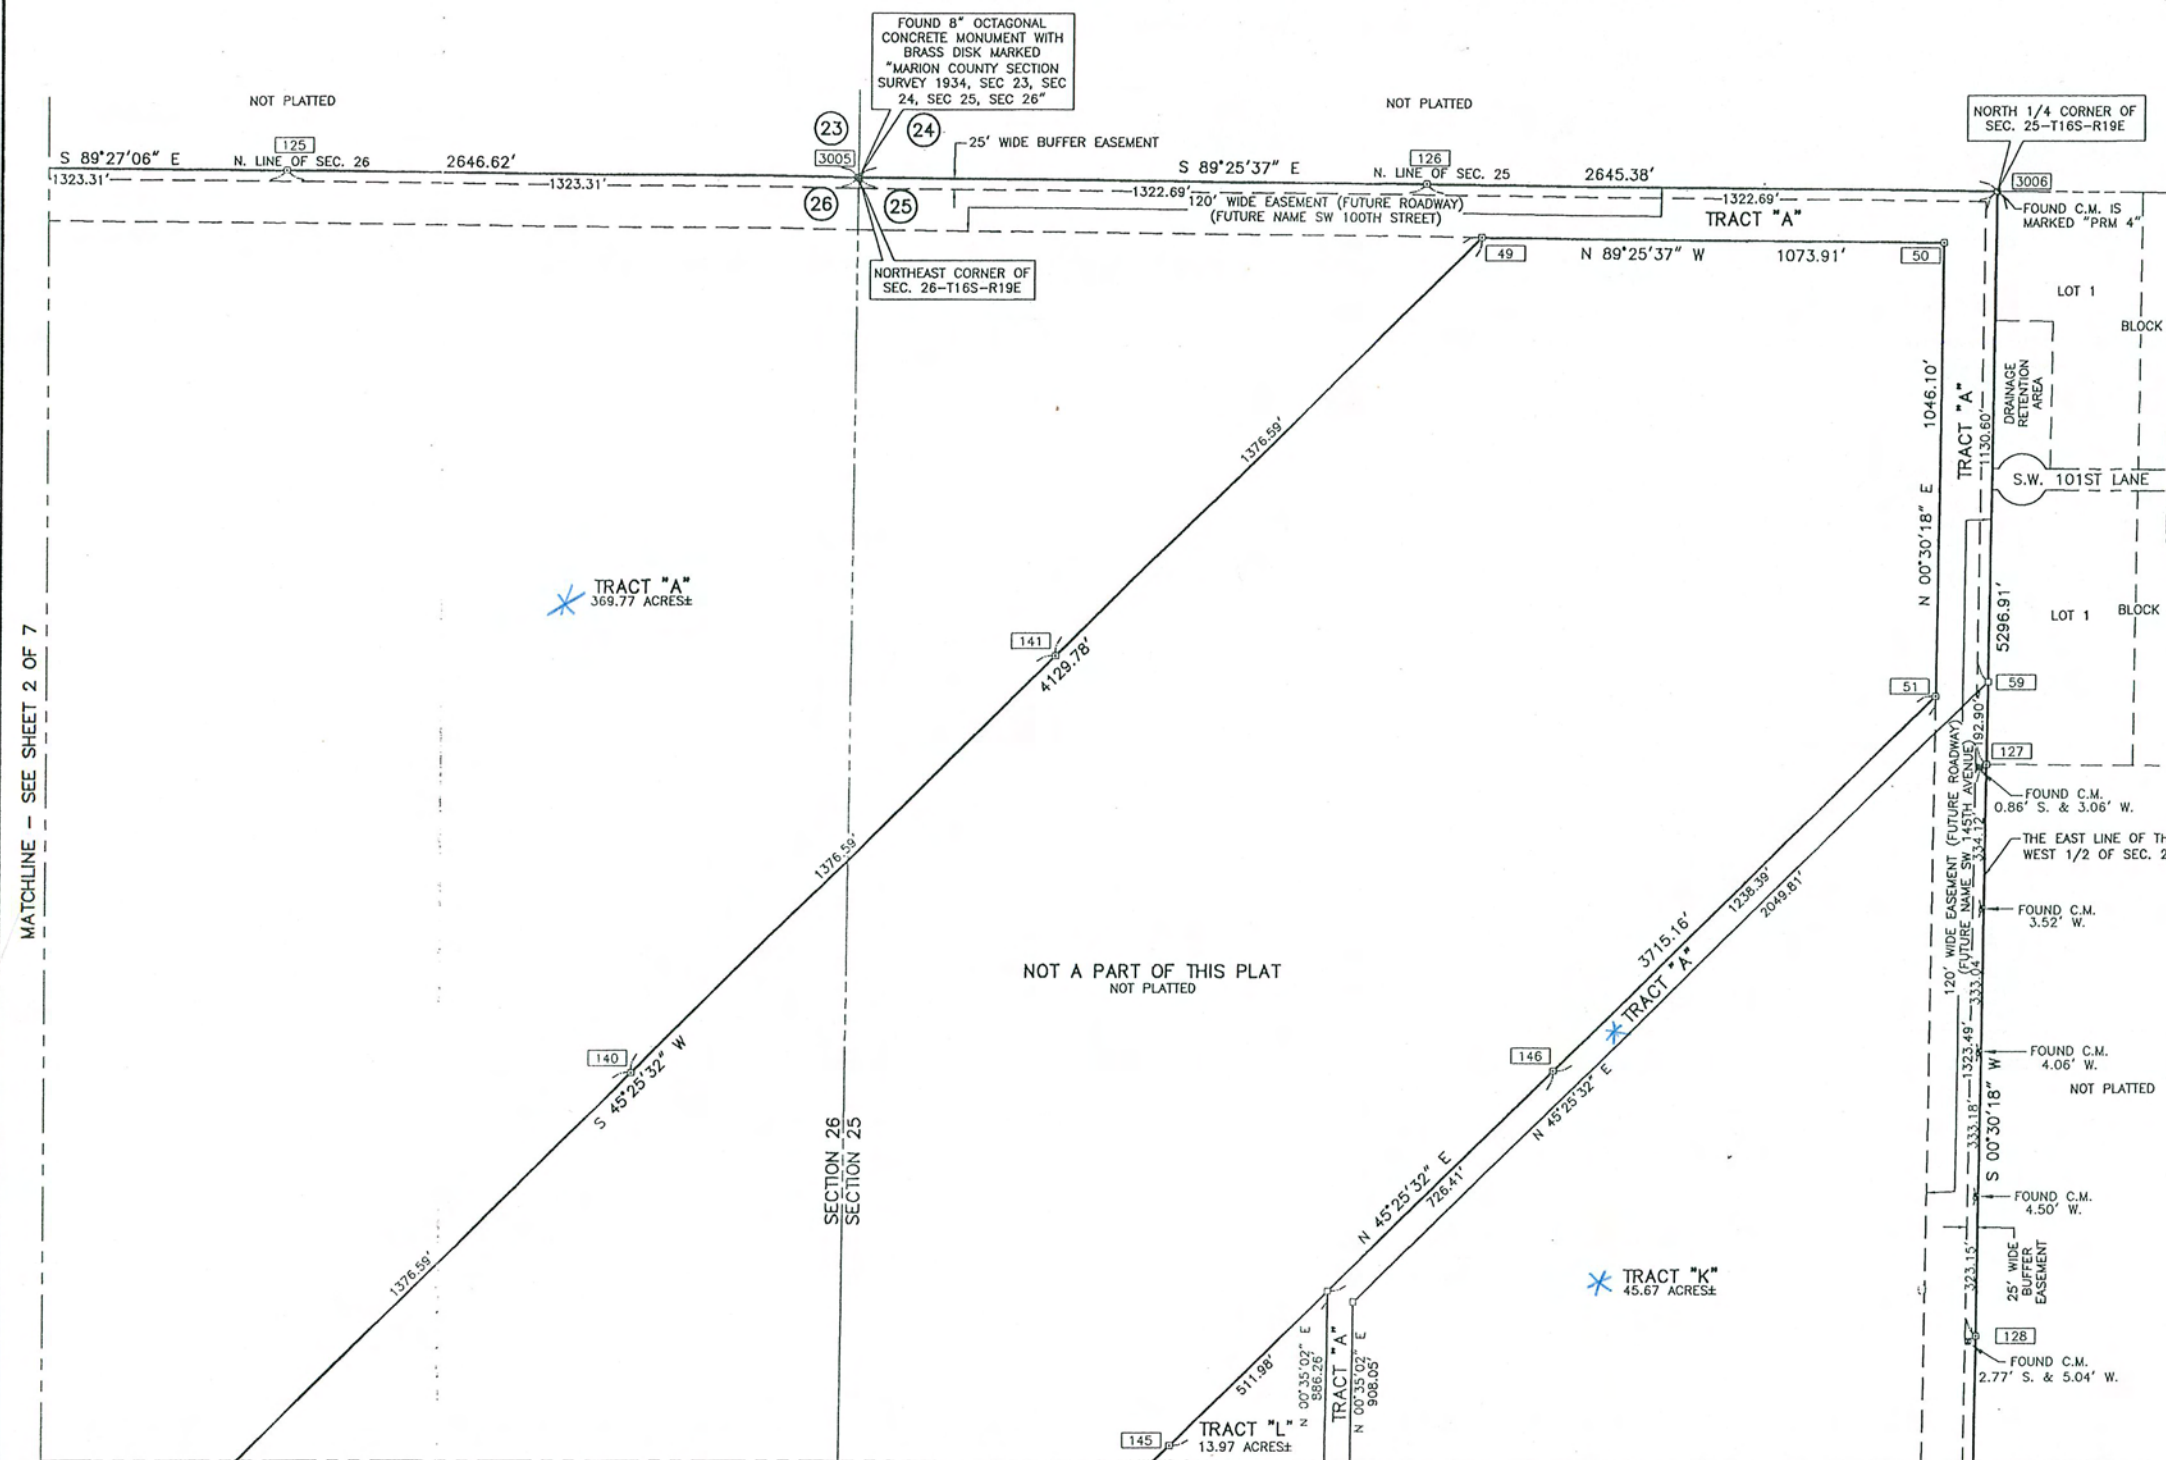 FOUND 8" OCTAGONAL
CONCRETE MONUMENT WITH
BRASS DISK MARKED
"MARION COUNTY SECTION
SURVEY 1934, SEC 23, SEC
24, SEC 25, SEC 26"
NOT PLATTED
NOT PLATTED
NORTH 1/4 CORNER OF
SEC. 25-T16S-R19E
23
24
25' WIDE BUFFER EASEMENT
125
S 89°27'06" E
N. LINE OF SEC. 26
2646.62'
3005
S 89°25'37" E
126
N. LINE OF SEC. 25
2645.38'
3006
1323.31'
1323.31'
1322.69'
1322.69'
26
25
120' WIDE EASEMENT (FUTURE ROADWAY)
(FUTURE NAME SW 100TH STREET)
TRACT "A"
FOUND C.M. IS
MARKED "PRM 4"
NORTHEAST CORNER OF
SEC. 26-T16S-R19E
49
N 89°25'37" W
1073.91'
50
LOT 1
BLOCK
1046.10'
N 00°30'18" E
TRACT "A"
1130.60'
DRAINAGE
RETENTION
AREA
S.W. 101ST LANE
1376.59'
TRACT "A"
369.77 ACRES±
LOT 1
BLOCK
5296.91'
141
4129.78'
51
59
192.90'
127
MATCHLINE - SEE SHEET 2 OF 7
FOUND C.M.
0.86' S. & 3.06' W.
120' WIDE EASEMENT (FUTURE ROADWAY)
(FUTURE NAME SW 145TH AVENUE)
334.12'
THE EAST LINE OF TH
WEST 1/2 OF SEC. 2
1376.59'
1238.39'
2049.81'
FOUND C.M.
3.52' W.
3715.16'
TRACT "A"
NOT A PART OF THIS PLAT
NOT PLATTED
333.04
140
S 45°25'32" W
146
1323.49'
FOUND C.M.
4.06' W.
NOT PLATTED
N 45°25'32" E
333.18'
S 00°30'18" W
SECTION 26
SECTION 25
N 45°25'32" E
726.41'
FOUND C.M.
4.50' W.
1376.59'
TRACT "K"
45.67 ACRES±
323.15'
25' WIDE
BUFFER
EASEMENT
128
FOUND C.M.
2.77' S. & 5.04' W.
511.98'
N 00°35'02" E
886.26'
TRACT "A"
N 00°35'02" E
908.05'
145
TRACT "L"
13.97 ACRES±